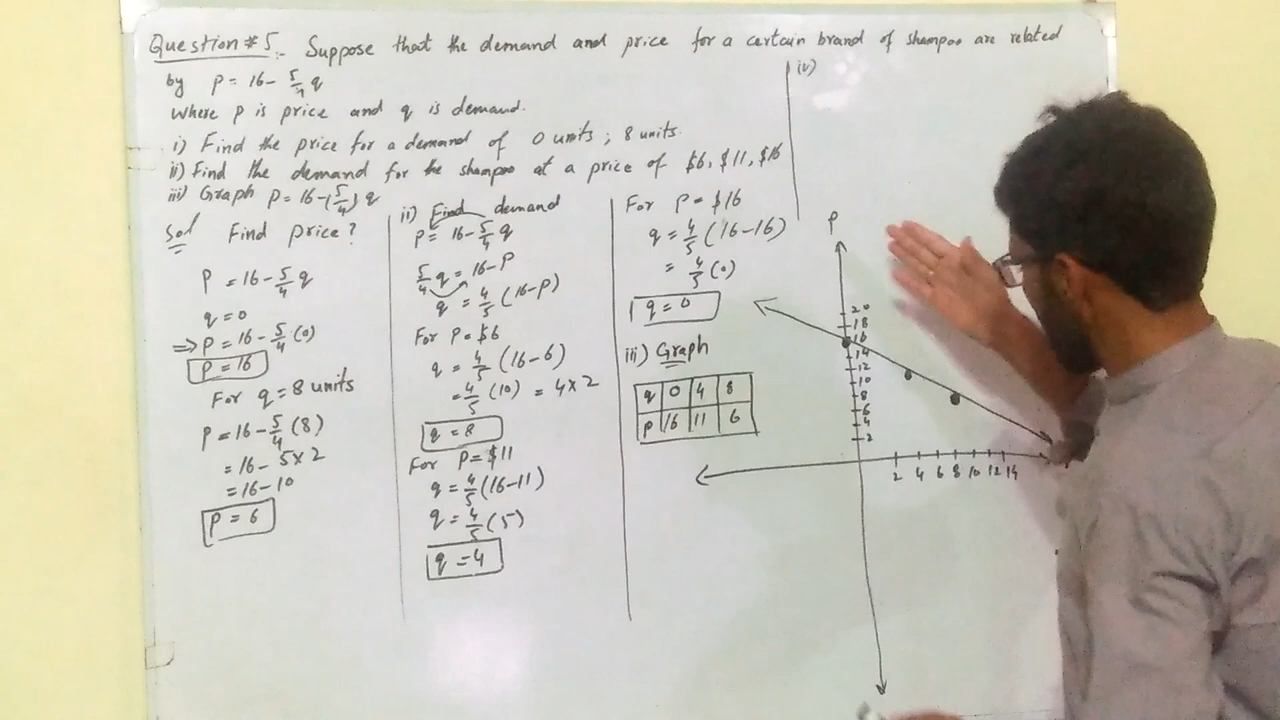 Question # 5:- Suppose that the demand and price for a certain brand of shampoo are related
by P = 16 - 5/4 q
where P is price and q is demand.
i) Find the price for a demand of 0 units ; 8 units.
ii) Find the demand for the shampoo at a price of $6, $11, $16
iii) Graph P = 16 - (5/4) q
Sol Find price?
P = 16 - 5/4 q
q = 0
=> P = 16 - 5/4 (0)
P = 16
For q = 8 units
P = 16 - 5/4 (8)
= 16 - 5x2
= 16 - 10
P = 6
ii) Find demand
P = 16 - 5/4 q
5/4 q = 16 - P
q = 4/5 (16 - P)
For P = $6
q = 4/5 (16 - 6)
= 4/5 (10) = 4x2
q = 8
For P = $11
q = 4/5 (16 - 11)
q = 4/5 (5)
q = 4
For P = $16
q = 4/5 (16 - 16)
= 4/5 (0)
q = 0
iii) Graph
q 0 4 8
P 16 11 6
P
20
18
16
14
12
10
8
6
4
2
2 4 6 8 10 12 14